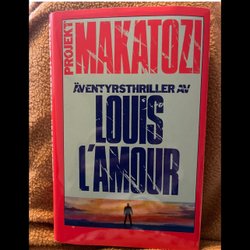 PROJEKT
MAKATOZI
ÄVENTYRSTHRILLER AV
LOUIS
L'AMOUR